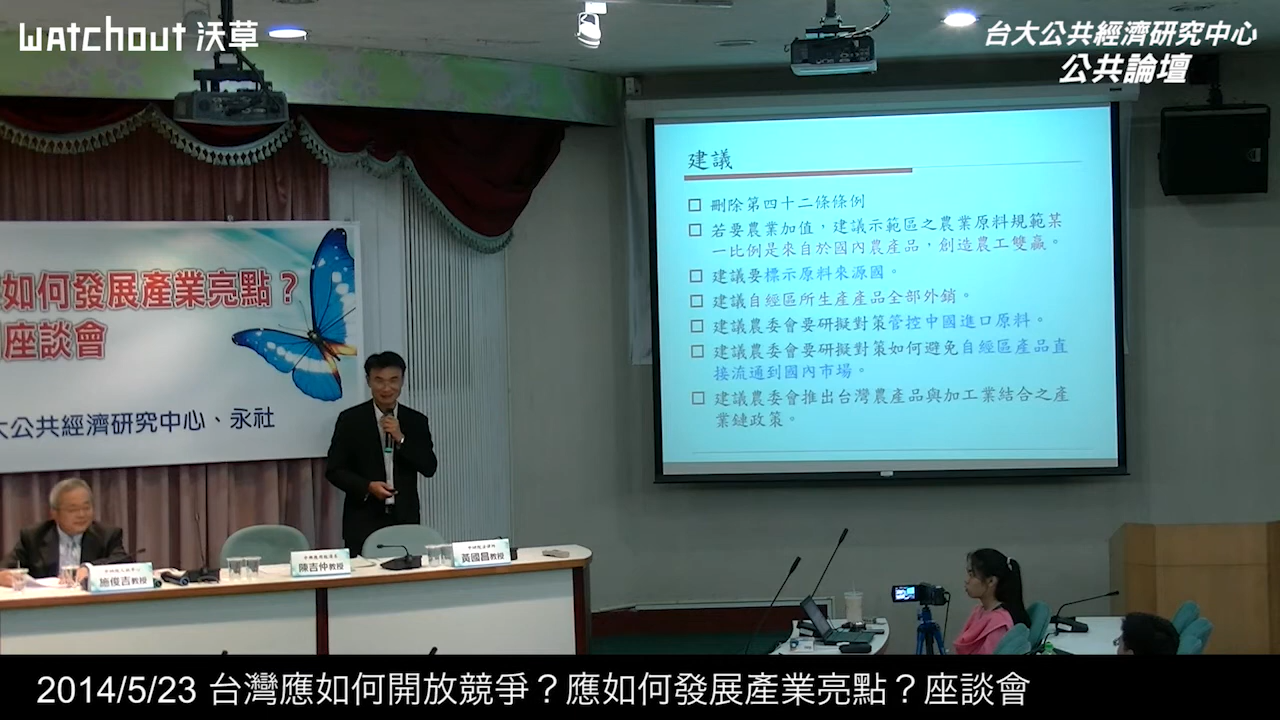 WATCHOUT 沃草
台大公共經濟研究中心
公共論壇
建議
刪除第四十二條條例
若要農業加值，建議示範區之農業原料規範某
一比例是來自於國內農產品，創造農工雙贏。
建議要標示原料來源國。
建議自經區所生產產品全部外銷。
建議農委會要研擬對策管控中國進口原料。
建議農委會要研擬對策如何避免自經區產品直
接流通到國內市場。
建議農委會推出台灣農產品與加工業結合之產
業鏈政策。
如何發展產業亮點？
座談會
大公共經濟研究中心、永社
施俊吉教授
陳吉仲教授
黃國昌教授
2014/5/23 台灣應如何開放競爭？應如何發展產業亮點？座談會